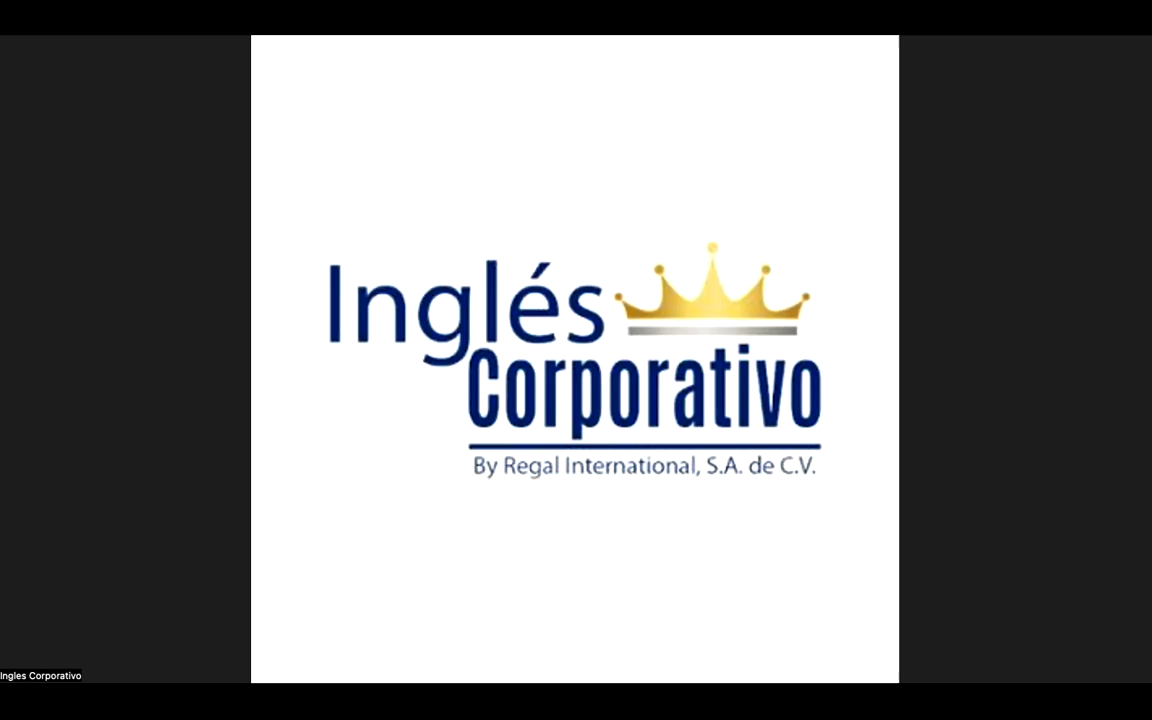 Inglés
Corporativo
By Regal International, S.A. de C.V.
Ingles Corporativo